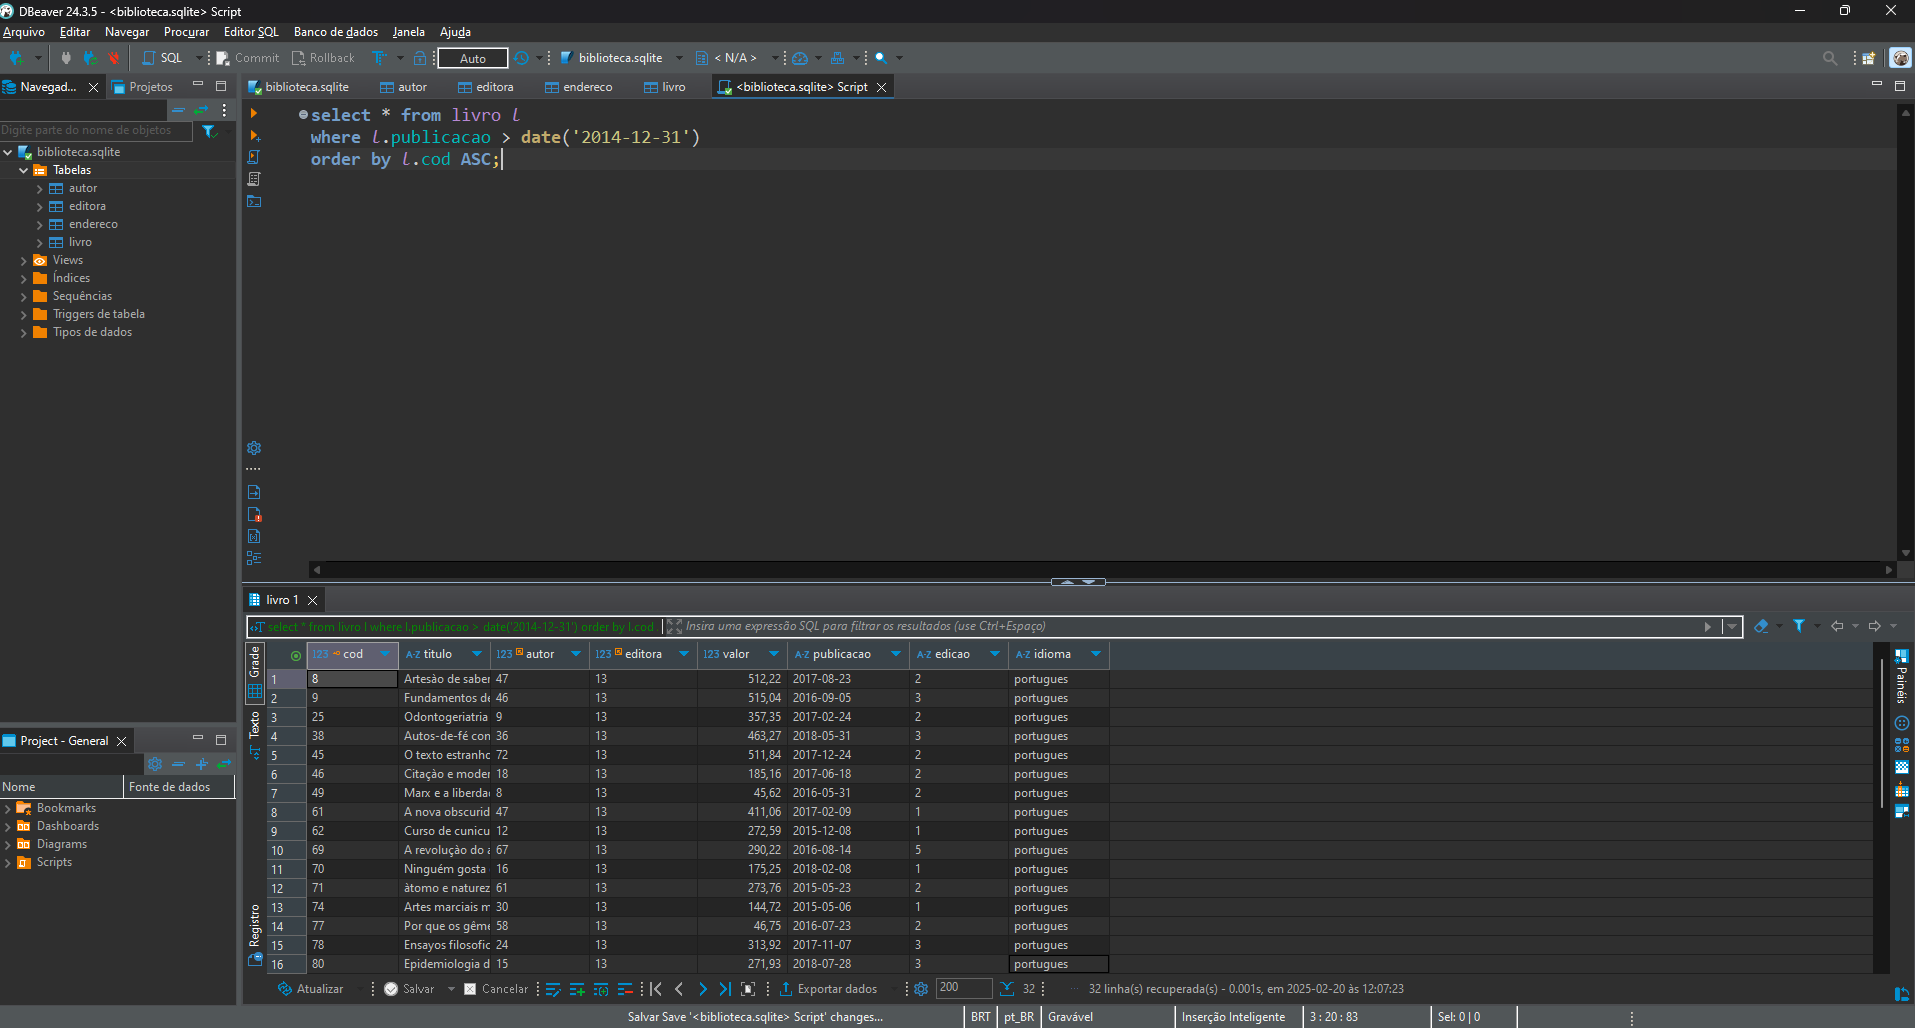 DBeaver 24.3.5 - <biblioteca.sqlite> Script
Arquivo Editar Navegar Procurar Editor SQL Banco de dados Janela Ajuda
SQL Commit Rollback Auto biblioteca.sqlite < N/A >
Navegad... Projetos
biblioteca.sqlite autor editora endereco livro <biblioteca.sqlite> Script
Digite parte do nome de objetos
biblioteca.sqlite
Tabelas
autor
editora
endereco
livro
Views
Índices
Sequências
Triggers de tabela
Tipos de dados
select * from livro l
where l.publicacao > date('2014-12-31')
order by l.cod ASC;
Project - General
Nome Fonte de dados
Bookmarks
Dashboards
Diagrams
Scripts
livro 1
select * from livro l where l.publicacao > date('2014-12-31') order by l.cod Insira uma expressão SQL para filtrar os resultados (use Ctrl+Espaço)
Grade
Texto
Registro
Painéis
123 cod A-Z titulo 123 autor 123 editora 123 valor A-Z publicacao A-Z edicao A-Z idioma
1 8 Artesào de saber 47 13 512,22 2017-08-23 2 portugues
2 9 Fundamentos de 46 13 515,04 2016-09-05 3 portugues
3 25 Odontogeriatria 9 13 357,35 2017-02-24 2 portugues
4 38 Autos-de-fé con 36 13 463,27 2018-05-31 3 portugues
5 45 O texto estranho 72 13 511,84 2017-12-24 2 portugues
6 46 Citaçào e moder 18 13 185,16 2017-06-18 2 portugues
7 49 Marx e a liberda 8 13 45,62 2016-05-31 2 portugues
8 61 A nova obscurid 47 13 411,06 2017-02-09 1 portugues
9 62 Curso de cunicu 12 13 272,59 2015-12-08 1 portugues
10 69 A revoluçào do a 67 13 290,22 2016-08-14 5 portugues
11 70 Ninguém gosta 16 13 175,25 2018-02-08 1 portugues
12 71 àtomo e naturez 61 13 273,76 2015-05-23 2 portugues
13 74 Artes marciais m 30 13 144,72 2015-05-06 1 portugues
14 77 Por que os gême 58 13 46,75 2016-07-23 2 portugues
15 78 Ensayos filosofic 24 13 313,92 2017-11-07 3 portugues
16 80 Epidemiologia d 15 13 271,93 2018-07-28 3 portugues
Atualizar Salvar Cancelar Exportar dados 200 32 32 linha(s) recuperada(s) - 0.001s, em 2025-02-20 às 12:07:23
Salvar Save '<biblioteca.sqlite> Script' changes... BRT pt_BR Gravável Inserção Inteligente 3 : 20 : 83 Sel: 0 | 0